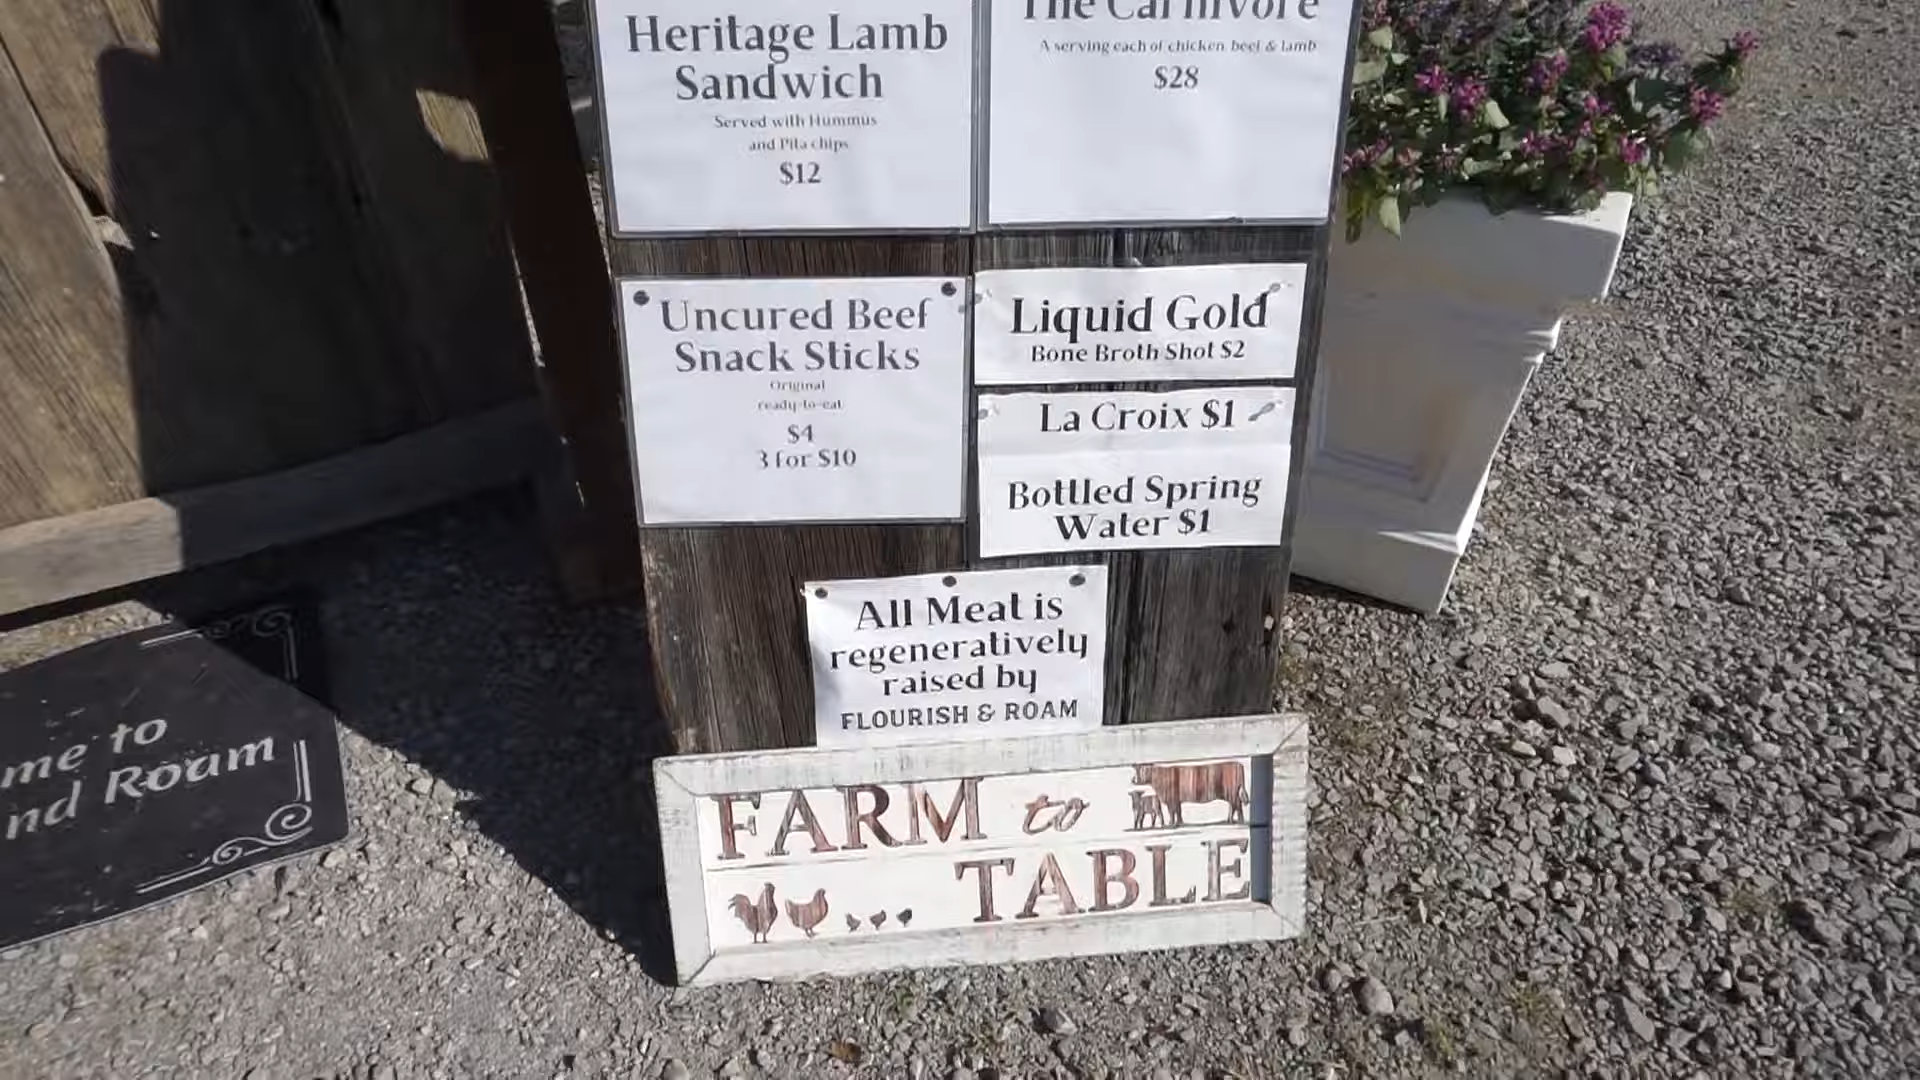 Heritage Lamb
Sandwich
Served with Hummus
and Pita chips
$12
The Carnivore
A serving each of chicken, beef & lamb
$28
Uncured Beef
Snack Sticks
Original
ready-to-eat
$4
3 for $10
Liquid Gold
Bone Broth Shot $2
La Croix $1
Bottled Spring
Water $1
All Meat is
regeneratively
raised by
FLOURISH & ROAM
me to
nd Roam
FARM to
TABLE